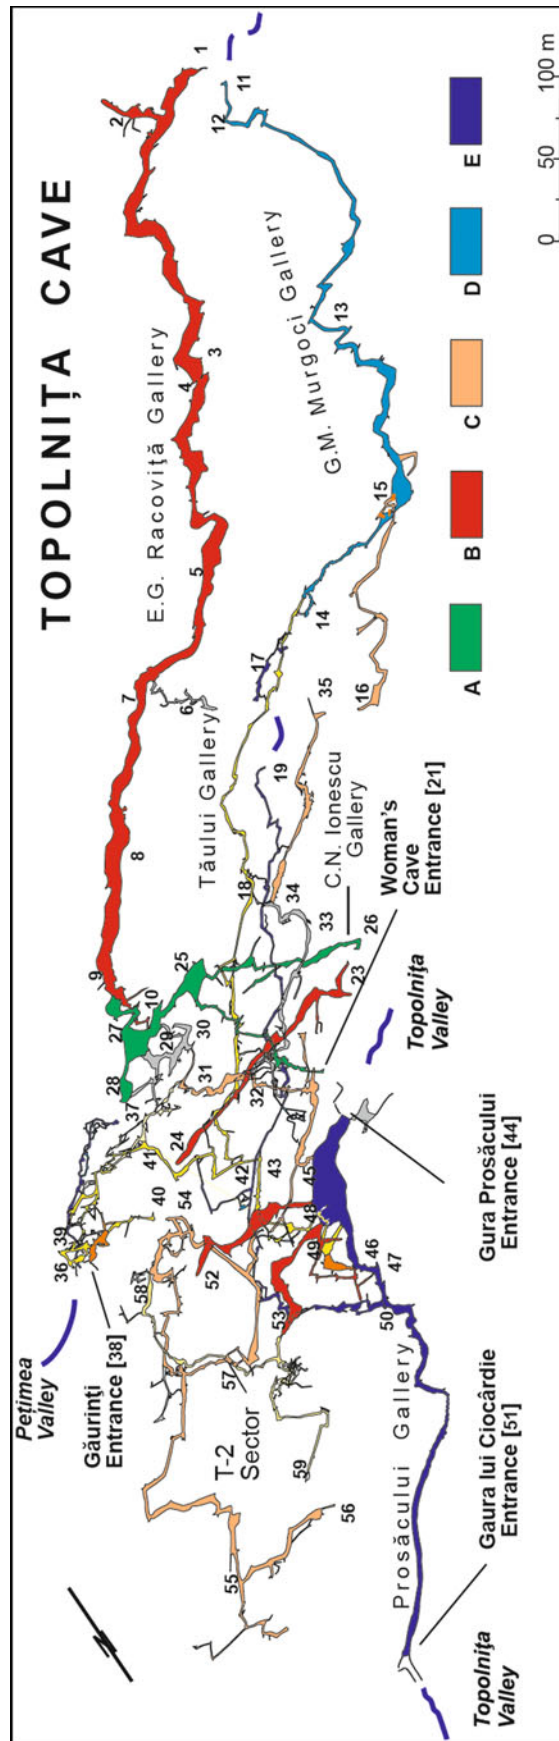 TOPOLNIȚA CAVE
Pețimea
Valley
Găurinți
Entrance [38]
T-2
Sector
Prosăcului Gallery
Gaura lui Ciocârdie
Entrance [51]
Topolnița
Valley
Gura Prosăcului
Entrance [44]
Topolnița
Valley
Woman's
Cave
Entrance [21]
C.N. Ionescu
Gallery
Tăului Gallery
E.G. Racoviță Gallery
G.M. Murgoci Gallery
1
2
3
4
5
6
7
8
9
10
11
12
13
14
15
16
17
18
19
23
24
25
26
27
28
29
30
31
32
33
34
35
36
37
39
40
41
42
43
45
46
47
48
49
50
52
53
54
55
56
57
58
59
A
B
C
D
E
0
50
100 m